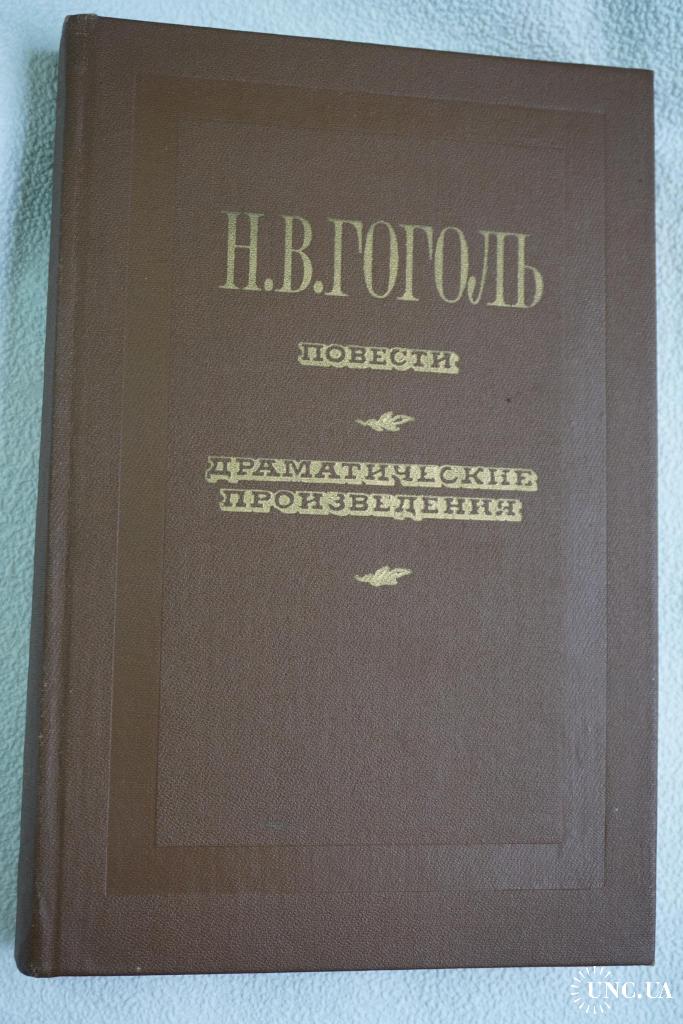 Н.В.ГОГОЛЬ
ПОВЕСТИ
ДРАМАТИЧЕСКИЕ
ПРОИЗВЕДЕНИЯ
UNC.UA